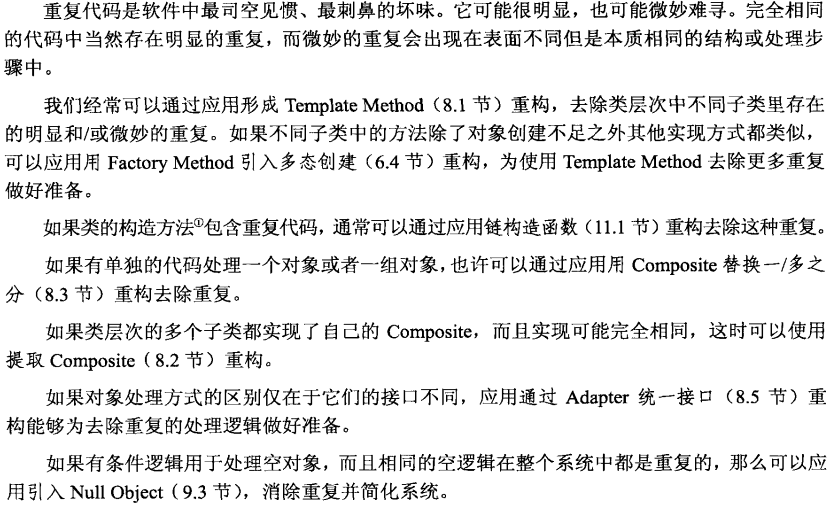 重复代码是软件中最司空见惯、最刺鼻的坏味。它可能很明显，也可能微妙难寻。完全相同
的代码中当然存在明显的重复，而微妙的重复会出现在表面不同但是本质相同的结构或处理步
骤中。
我们经常可以通过应用形成 Template Method（8.1 节）重构，去除类层次中不同子类里存在
的明显和/或微妙的重复。如果不同子类中的方法除了对象创建不足之外其他实现方式都类似，
可以应用用 Factory Method 引入多态创建（6.4 节）重构，为使用 Template Method 去除更多重复
做好准备。
如果类的构造方法①包含重复代码，通常可以通过应用链构造函数（11.1 节）重构去除这种重复。
如果有单独的代码处理一个对象或者一组对象，也许可以通过应用用 Composite 替换一/多之
分（8.3 节）重构去除重复。
如果类层次的多个子类都实现了自己的 Composite，而且实现可能完全相同，这时可以使用
提取 Composite（8.2 节）重构。
如果对象处理方式的区别仅在于它们的接口不同，应用通过 Adapter 统一接口（8.5 节）重
构能够为去除重复的处理逻辑做好准备。
如果有条件逻辑用于处理空对象，而且相同的空逻辑在整个系统中都是重复的，那么可以应
用引入 Null Object（9.3 节），消除重复并简化系统。